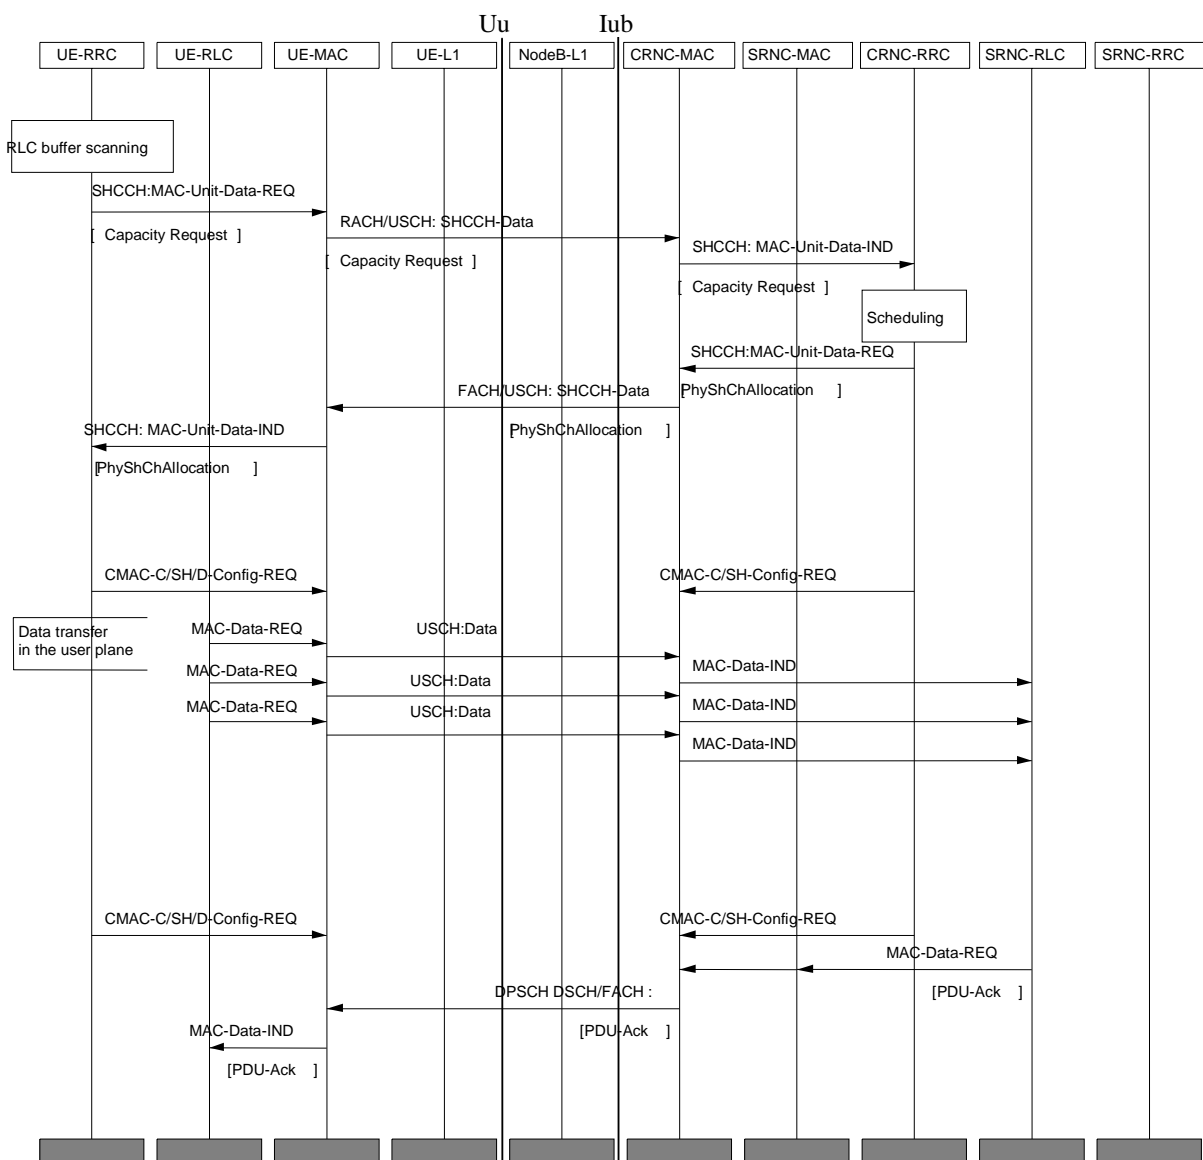 Uu Iub
UE-RRC UE-RLC UE-MAC UE-L1 NodeB-L1 CRNC-MAC SRNC-MAC CRNC-RRC SRNC-RLC SRNC-RRC
RLC buffer scanning
SHCCH:MAC-Unit-Data-REQ
[ Capacity Request ]
RACH/USCH: SHCCH-Data
[ Capacity Request ]
SHCCH: MAC-Unit-Data-IND
[ Capacity Request ]
Scheduling
SHCCH:MAC-Unit-Data-REQ
[PhyShChAllocation ]
FACH/USCH: SHCCH-Data
[PhyShChAllocation ]
SHCCH: MAC-Unit-Data-IND
[PhyShChAllocation ]
CMAC-C/SH/D-Config-REQ CMAC-C/SH-Config-REQ
Data transfer
in the user plane
MAC-Data-REQ USCH:Data
MAC-Data-IND
MAC-Data-REQ USCH:Data
MAC-Data-IND
MAC-Data-REQ USCH:Data
MAC-Data-IND
CMAC-C/SH/D-Config-REQ CMAC-C/SH-Config-REQ
MAC-Data-REQ
[PDU-Ack ]
DPSCH DSCH/FACH :
[PDU-Ack ]
MAC-Data-IND
[PDU-Ack ]